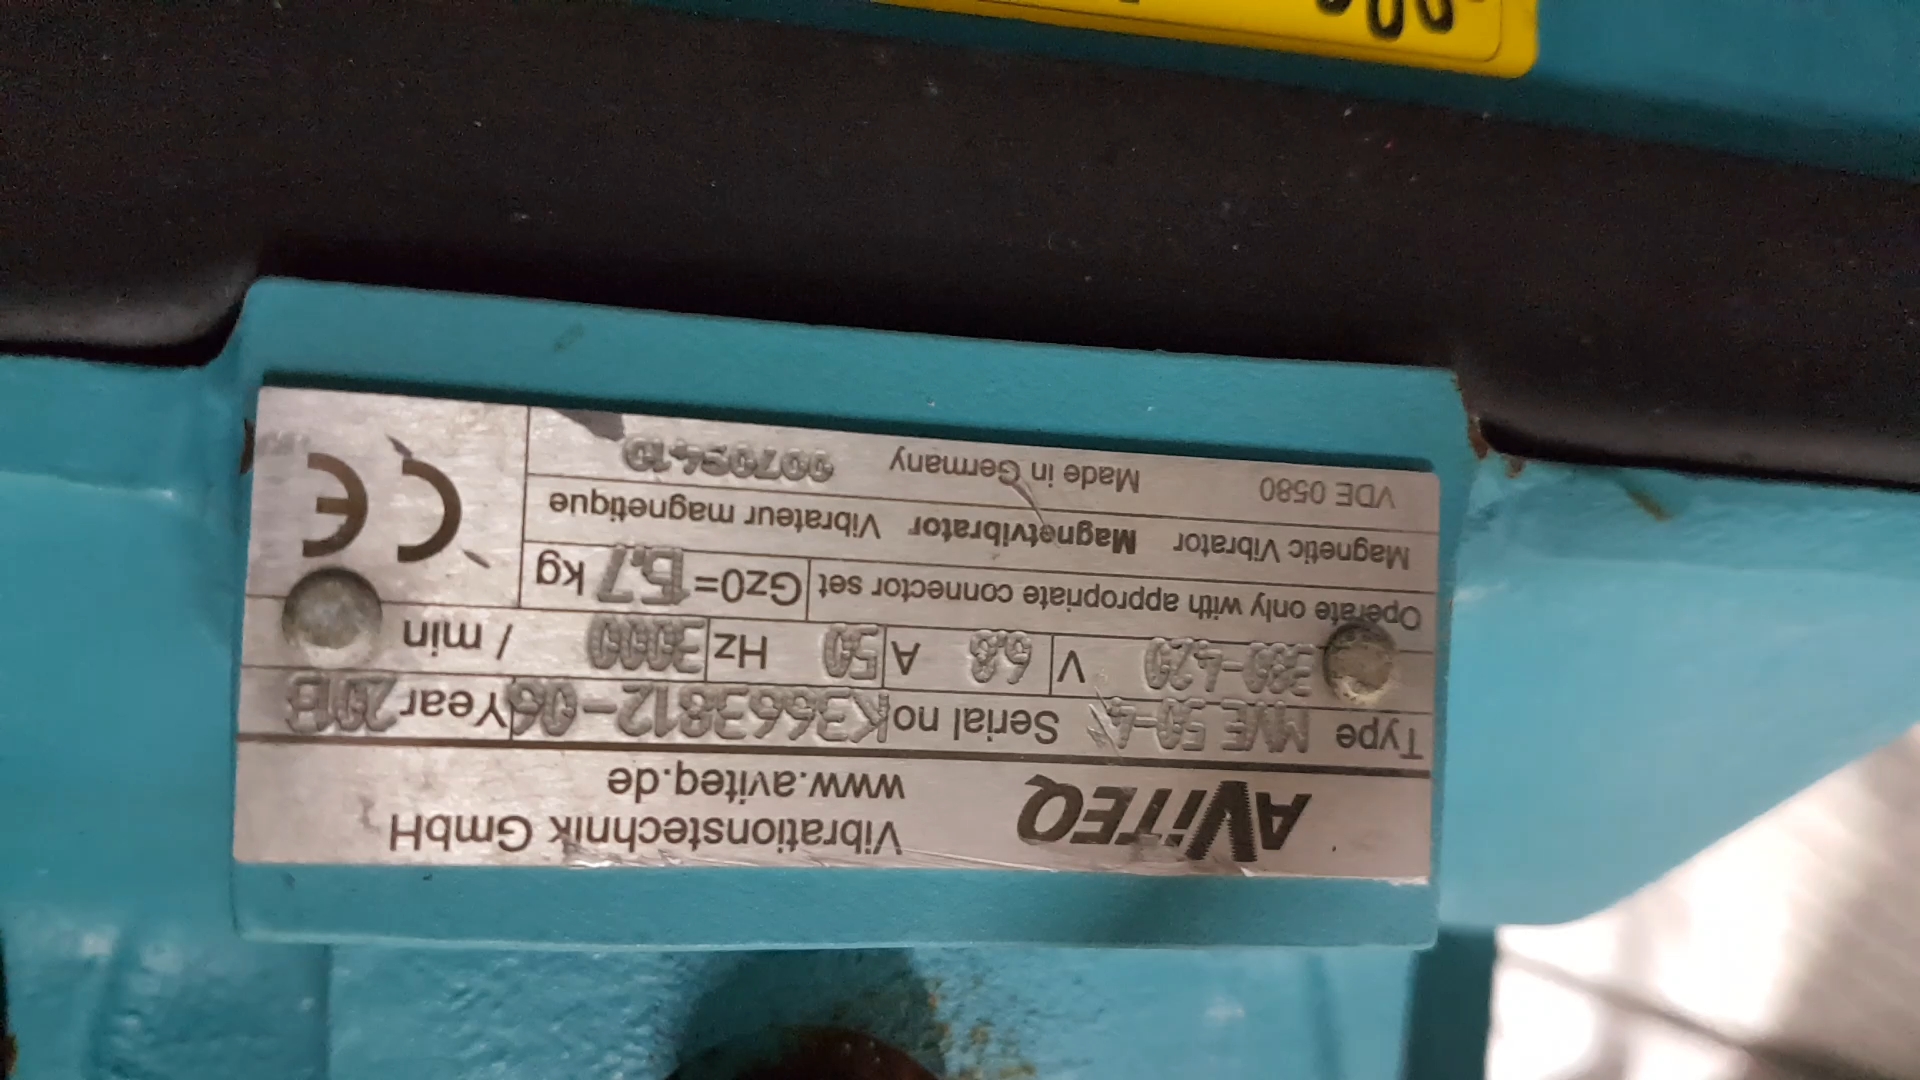 AViTEQ Vibrationstechnik GmbH
www.aviteq.de
Type MVE 50-4 Serial no K3663812-06 Year 2013
380-420 V 6.8 A 50 Hz 3000 / min
Operate only with appropriate connector set Gz0= 15.7 kg
Magnetic Vibrator Magnetvibrator Vibrateur magnetique
VDE 0580 Made in Germany 00709410
CE